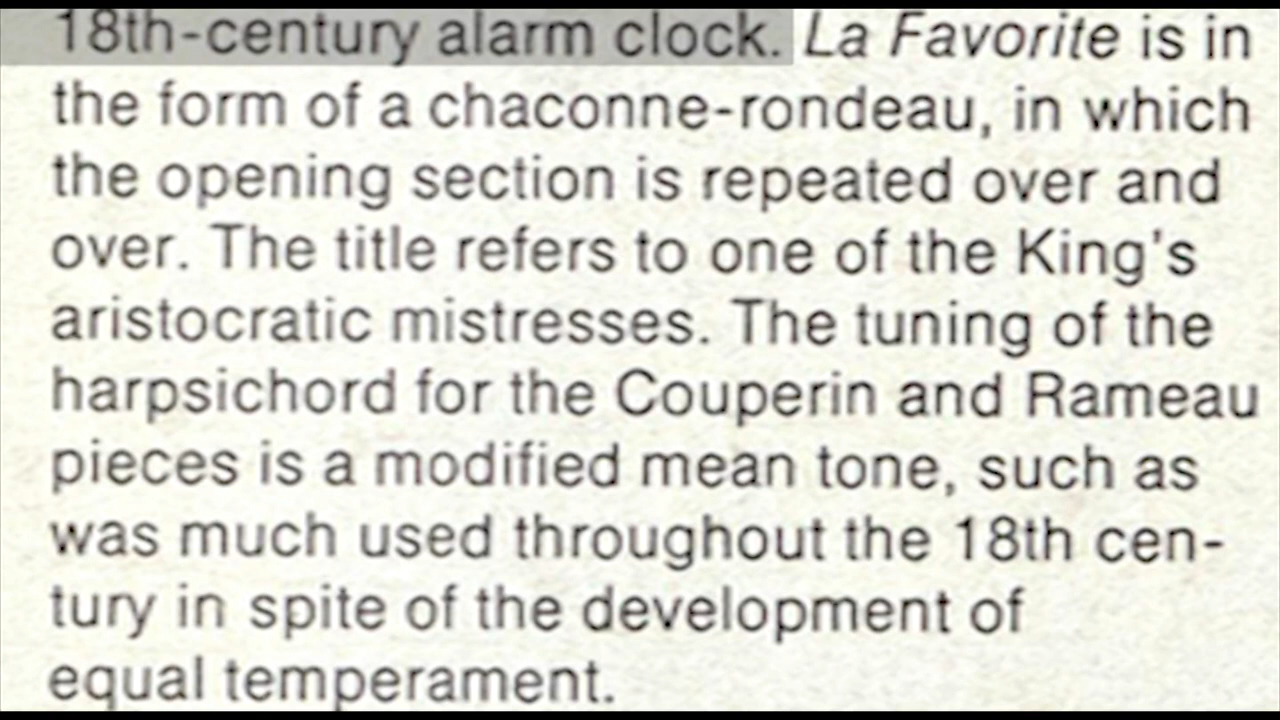 18th-century alarm clock. La Favorite is in
the form of a chaconne-rondeau, in which
the opening section is repeated over and
over. The title refers to one of the King's
aristocratic mistresses. The tuning of the
harpsichord for the Couperin and Rameau
pieces is a modified mean tone, such as
was much used throughout the 18th cen-
tury in spite of the development of
equal temperament.